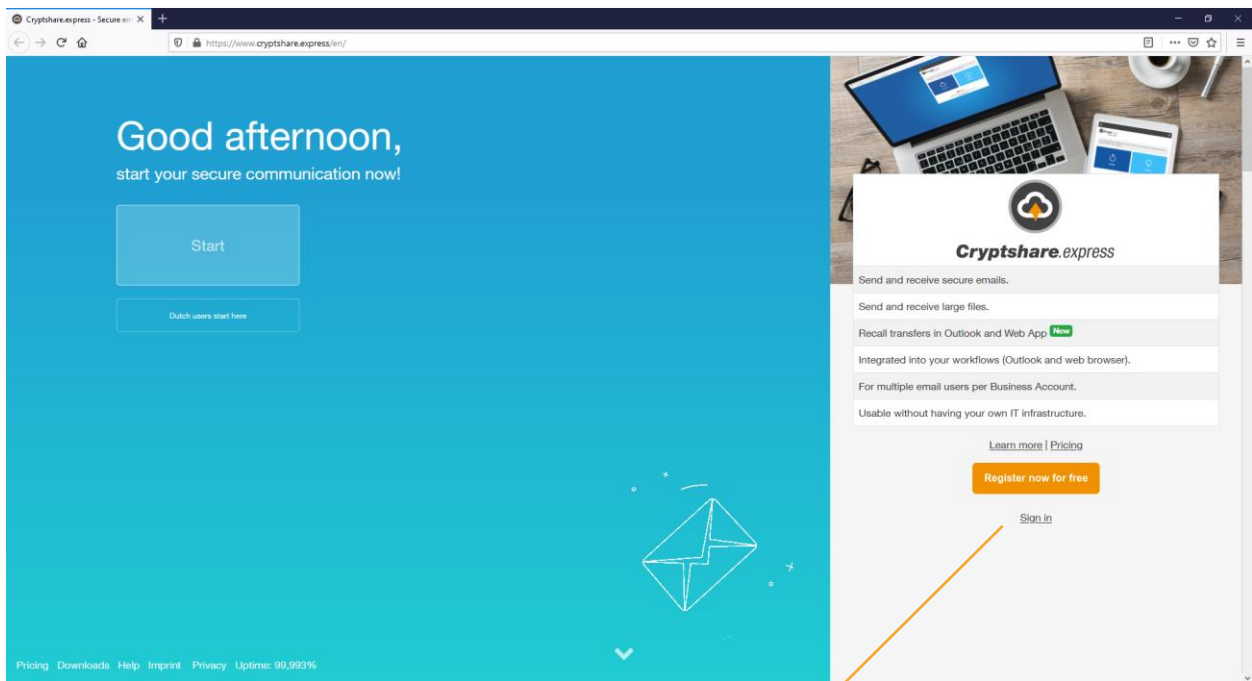 Cryptshare.express - Secure em
https://www.cryptshare.express/en/
Good afternoon,
start your secure communication now!
Start
Dutch users start here
Pricing Downloads Help Imprint Privacy Uptime: 99,993%
Cryptshare.express
Send and receive secure emails.
Send and receive large files.
Recall transfers in Outlook and Web App New
Integrated into your workflows (Outlook and web browser).
For multiple email users per Business Account.
Usable without having your own IT infrastructure.
Learn more | Pricing
Register now for free
Sign in